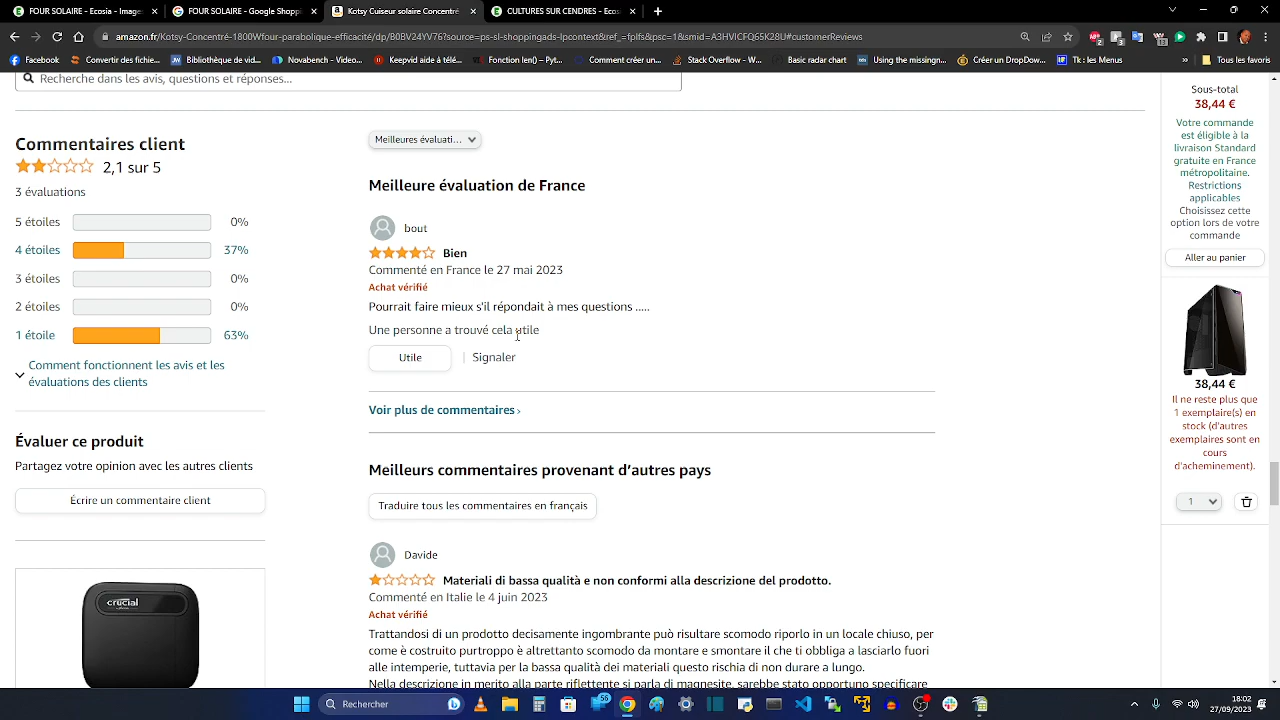 FOUR SOLAIRE - Ecosia - Image
FOUR SOLAIRE - Google Shoppi
Kotsy Cuiseur solaire Concentré
CULTURES SUR CENDRES - Ecos
amazon.fr/Kotsy-Concentré-1800Wfour-parabolique-efficacité/dp/B0BV24YV76?source=ps-sl-shoppingads-lpcontext&ref_=fplfs&psc=1&smid=A3HVICFQ65K28U#customerReviews
Facebook
Convertir des fichie...
Bibliothèque de vid...
Novabench - Video...
Keepvid aide à télé...
Fonction len() – Pyt...
Comment créer un...
Stack Overflow - W...
Basic radar chart
Using the missingn...
Créer un DropDow...
Tk : les Menus
»
Tous les favoris
Recherche dans les avis, questions et réponses...
Commentaires client
2,1 sur 5
3 évaluations
5 étoiles 0%
4 étoiles 37%
3 étoiles 0%
2 étoiles 0%
1 étoile 63%
Comment fonctionnent les avis et les
évaluations des clients
Évaluer ce produit
Partagez votre opinion avec les autres clients
Écrire un commentaire client
crucial
Meilleures évaluati...
Meilleure évaluation de France
bout
Bien
Commenté en France le 27 mai 2023
Achat vérifié
Pourrait faire mieux s'il répondait à mes questions .....
Une personne a trouvé cela utile
Utile | Signaler
Voir plus de commentaires ›
Meilleurs commentaires provenant d’autres pays
Traduire tous les commentaires en français
Davide
Materiali di bassa qualità e non conformi alla descrizione del prodotto.
Commenté en Italie le 4 juin 2023
Achat vérifié
Trattandosi di un prodotto decisamente ingombrante può risultare scomodo riporlo in un locale chiuso, per
come è costruito purtroppo è altrettanto scomodo da montare e smontare il che ti obbliga a lasciarlo fuori
alle intemperie, tuttavia per la bassa qualità dei materiali questo rischia di non durare a lungo.
Nella descrizione in merito alla parte riflettente si parla di magnesite, sarebbe stato opportuno specificare
Sous-total
38,44 €
Votre commande
est éligible à la
livraison Standard
gratuite en France
métropolitaine.
Restrictions
applicables
Choisissez cette
option lors de votre
commande
Aller au panier
38,44 €
Il ne reste plus que
1 exemplaire(s) en
stock (d'autres
exemplaires sont en
cours
d'acheminement).
1
Rechercher
56
18:02
27/09/2023